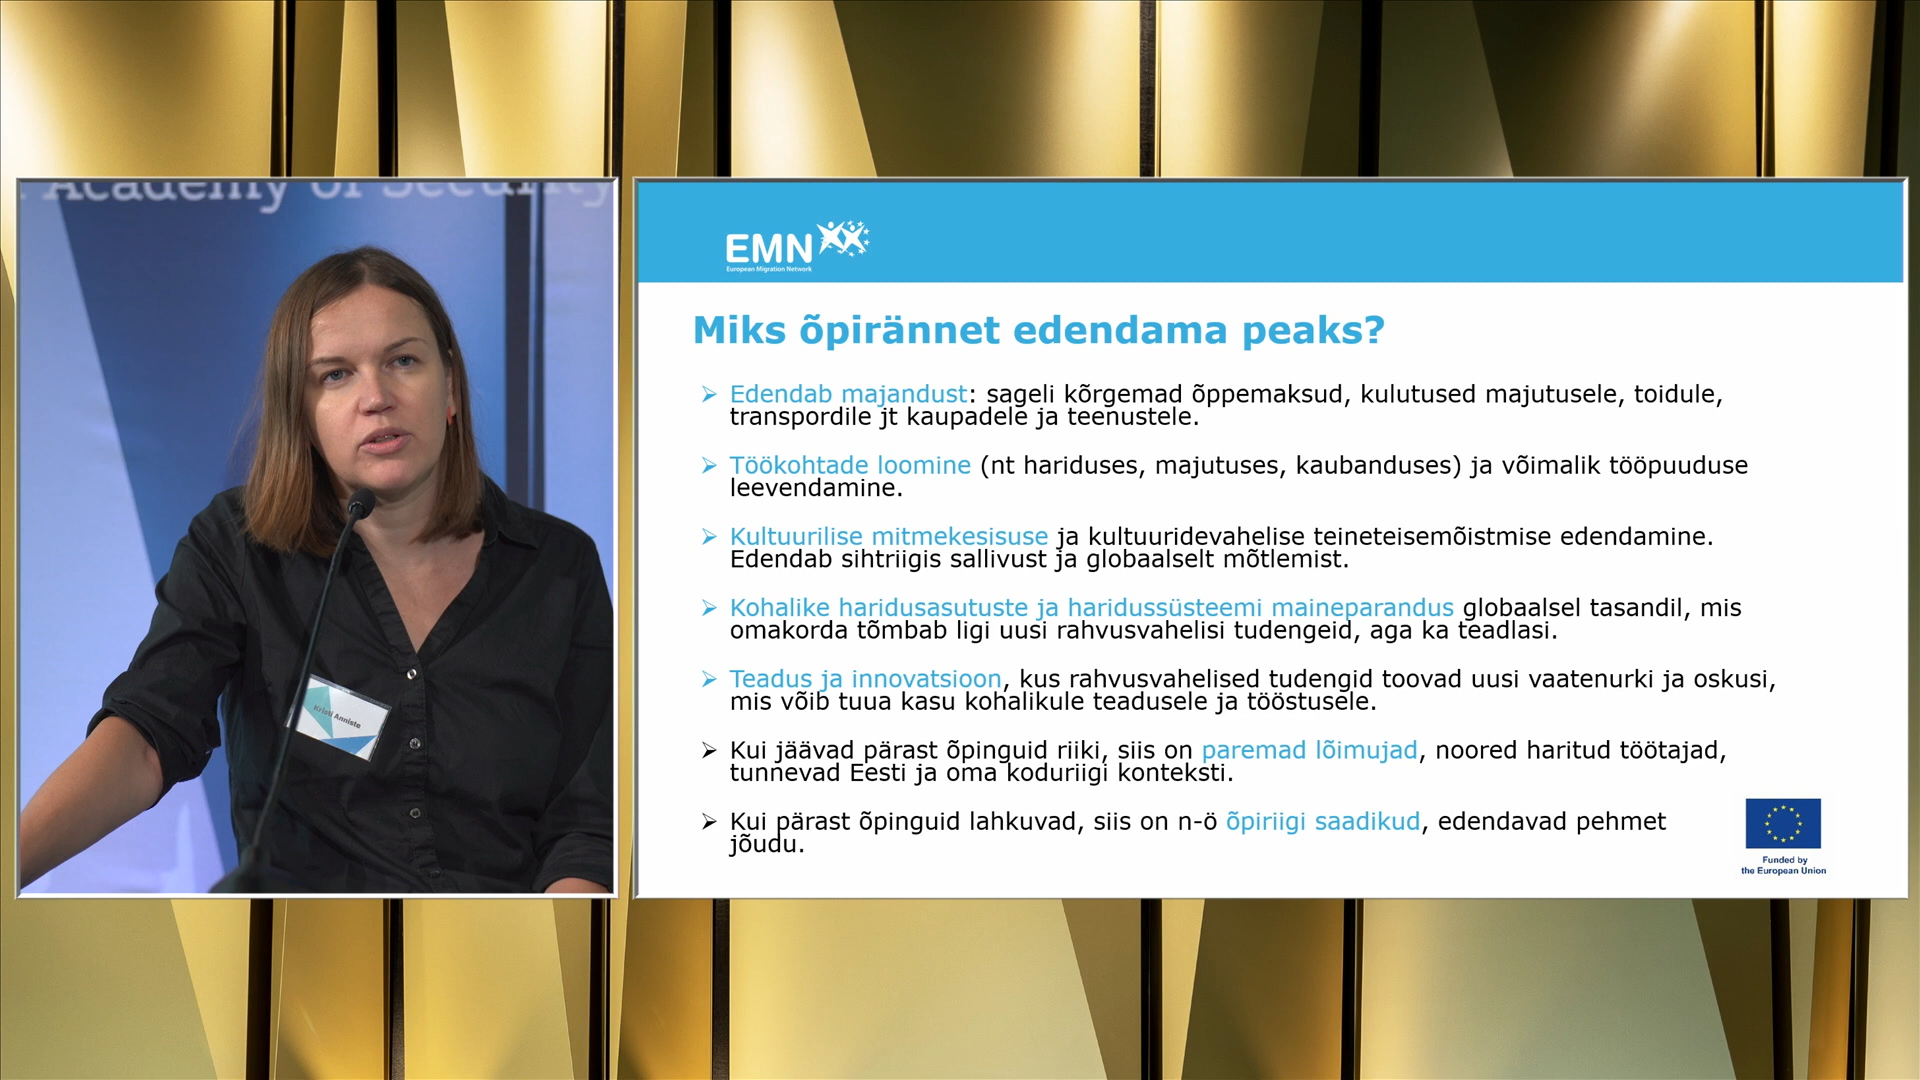 Academy of Security
Kristi Anniste
EMN
European Migration Network
Miks õpirännet edendama peaks?
Edendab majandust: sageli kõrgemad õppemaksud, kulutused majutusele, toidule,
transpordile jt kaupadele ja teenustele.
Töökohtade loomine (nt hariduses, majutuses, kaubanduses) ja võimalik tööpuuduse
leevendamine.
Kultuurilise mitmekesisuse ja kultuuridevahelise teineteisemõistmise edendamine.
Edendab sihtriigis sallivust ja globaalselt mõtlemist.
Kohalike haridusasutuste ja haridussüsteemi maineparandus globaalsel tasandil, mis
omakorda tõmbab ligi uusi rahvusvahelisi tudengeid, aga ka teadlasi.
Teadus ja innovatsioon, kus rahvusvahelised tudengid toovad uusi vaatenurki ja oskusi,
mis võib tuua kasu kohalikule teadusele ja tööstusele.
Kui jäävad pärast õpinguid riiki, siis on paremad lõimujad, noored haritud töötajad,
tunnevad Eesti ja oma koduriigi konteksti.
Kui pärast õpinguid lahkuvad, siis on n-ö õpiriigi saadikud, edendavad pehmet
jõudu.
Funded by
the European Union